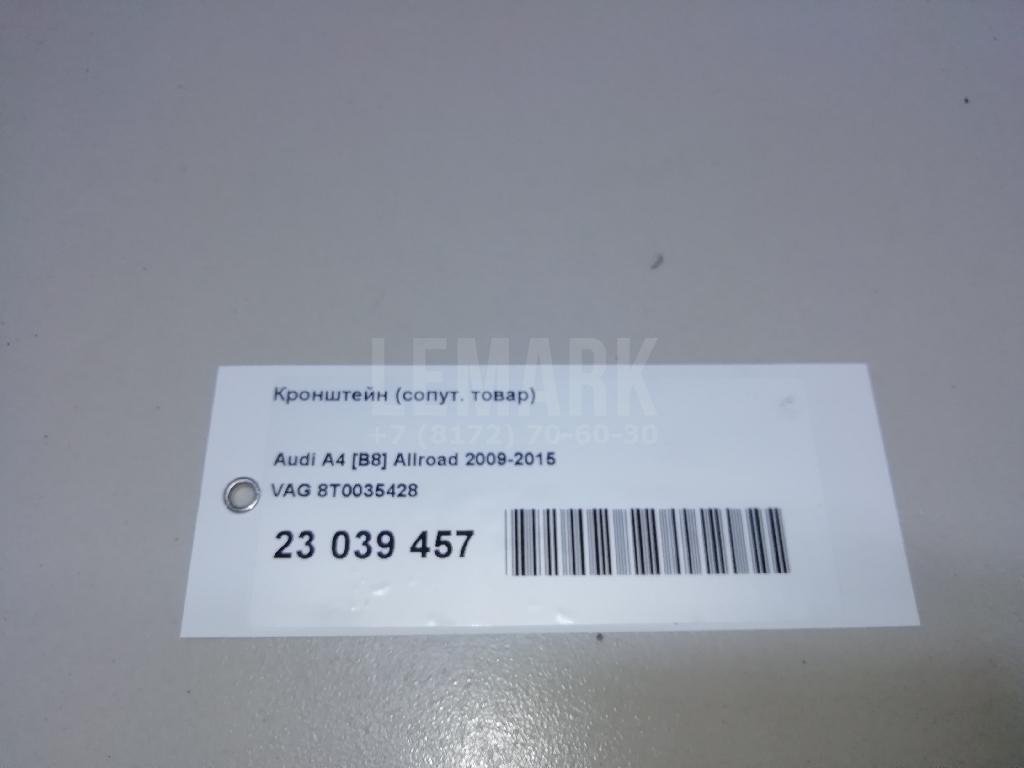 LEMARK
Кронштейн (сопут. товар)
+7 (8172) 70-60-30
Audi A4 [B8] Allroad 2009-2015
VAG 8T0035428
23 039 457